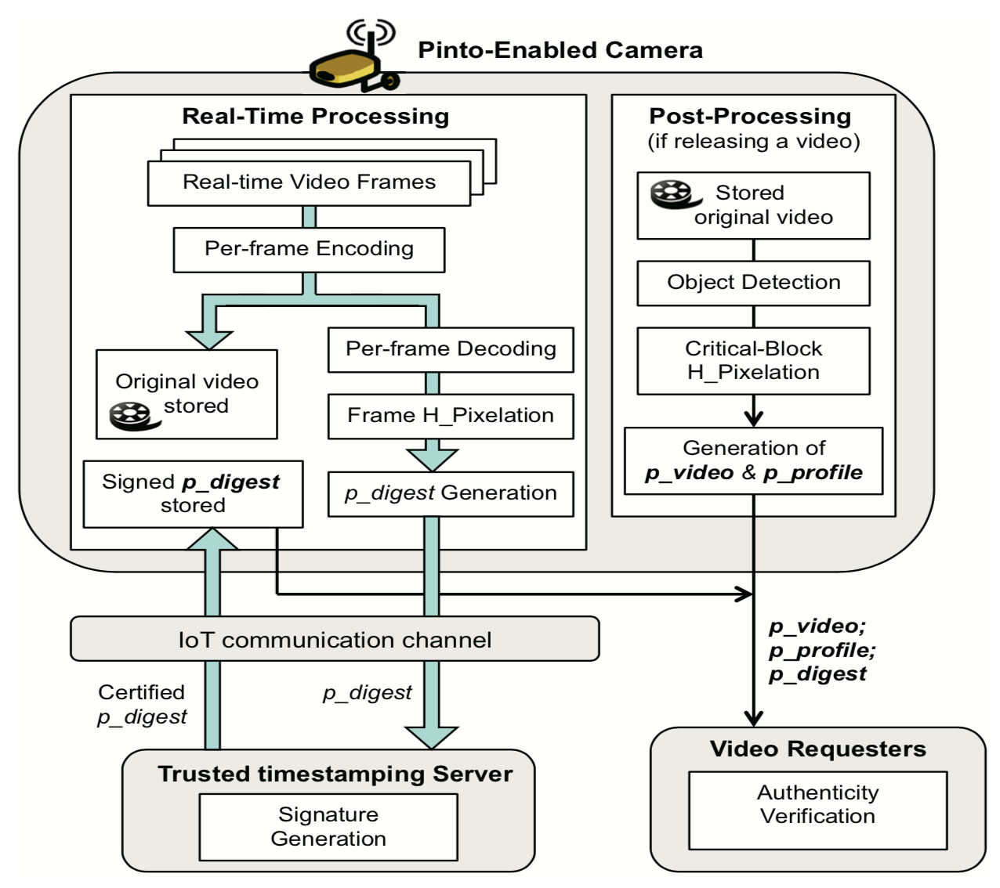 Pinto-Enabled Camera
Real-Time Processing
Real-time Video Frames
Per-frame Encoding
Original video
stored
Per-frame Decoding
Frame H_Pixelation
p_digest Generation
Signed p_digest
stored
Post-Processing
(if releasing a video)
Stored
original video
Object Detection
Critical-Block
H_Pixelation
Generation of
p_video & p_profile
IoT communication channel
Certified
p_digest
p_digest
p_video;
p_profile;
p_digest
Trusted timestamping Server
Signature
Generation
Video Requesters
Authenticity
Verification